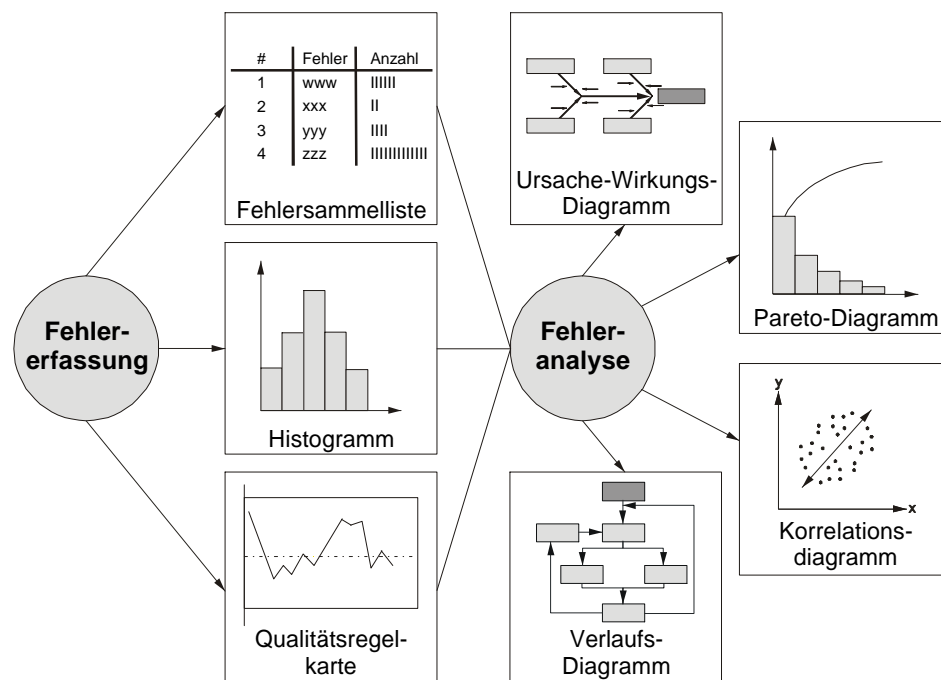 Fehler-
erfassung
# Fehler Anzahl
1 www IIIIII
2 xxx II
3 yyy IIII
4 zzz IIIIIIIIIIIII
Fehlersammelliste
Histogramm
Qualitätsregel-
karte
Fehler-
analyse
Ursache-Wirkungs-
Diagramm
Pareto-Diagramm
y
x
Korrelations-
diagramm
Verlaufs-
Diagramm